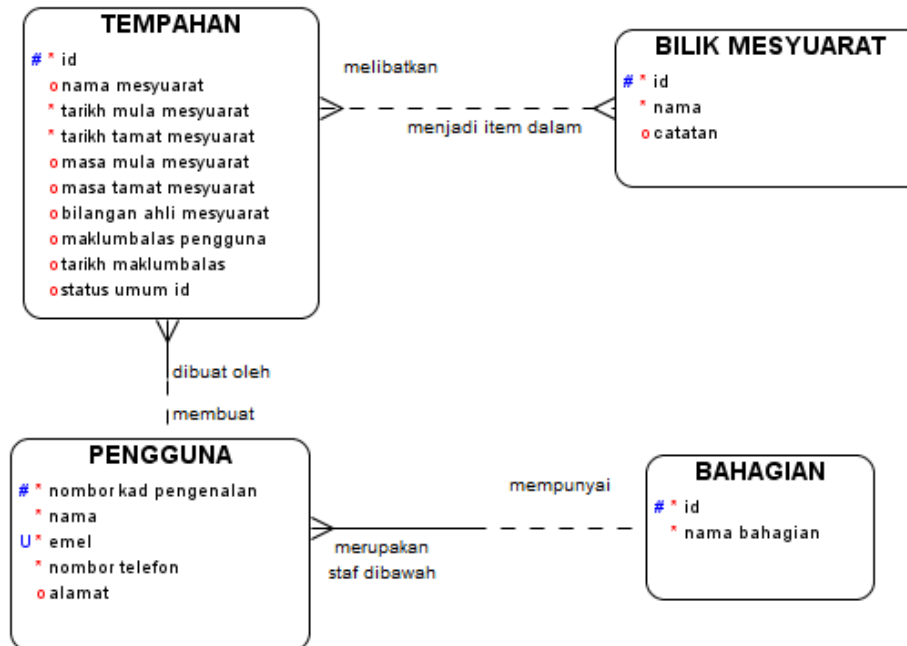 TEMPAHAN
# * id
o nama mesyuarat
* tarikh mula mesyuarat
* tarikh tamat mesyuarat
o masa mula mesyuarat
o masa tamat mesyuarat
o bilangan ahli mesyuarat
o maklumbalas pengguna
o tarikh maklumbalas
o status umum id
melibatkan
menjadi item dalam
BILIK MESYUARAT
# * id
* nama
o catatan
dibuat oleh
membuat
PENGGUNA
# * nombor kad pengenalan
* nama
U * emel
* nombor telefon
o alamat
mempunyai
merupakan
staf dibawah
BAHAGIAN
# * id
* nama bahagian